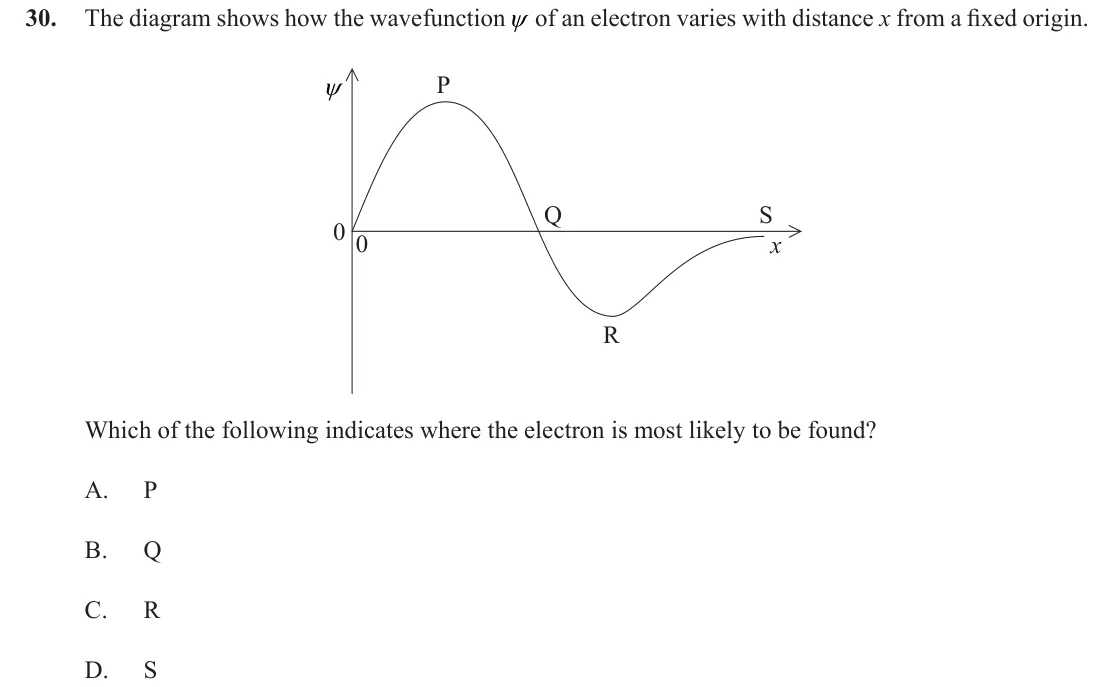 30. The diagram shows how the wavefunction ψ of an electron varies with distance x from a fixed origin.
ψ
P
Q
S
0
0
x
R
Which of the following indicates where the electron is most likely to be found?
A. P
B. Q
C. R
D. S